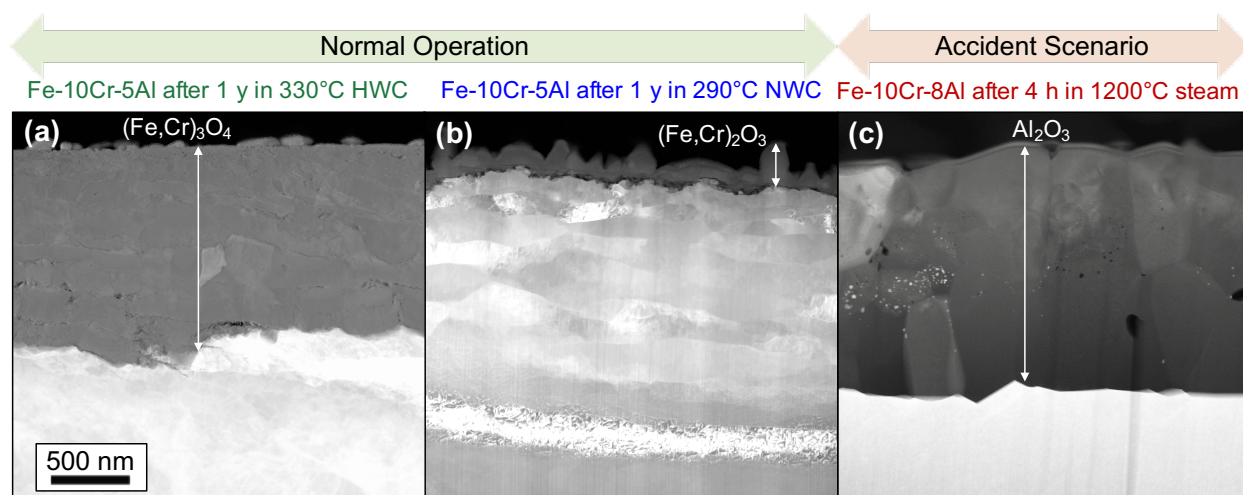 Normal Operation
Accident Scenario
Fe-10Cr-5Al after 1 y in 330°C HWC
Fe-10Cr-5Al after 1 y in 290°C NWC
Fe-10Cr-8Al after 4 h in 1200°C steam
(a)
(Fe,Cr)₃O₄
(b)
(Fe,Cr)₂O₃
(c)
Al₂O₃
500 nm